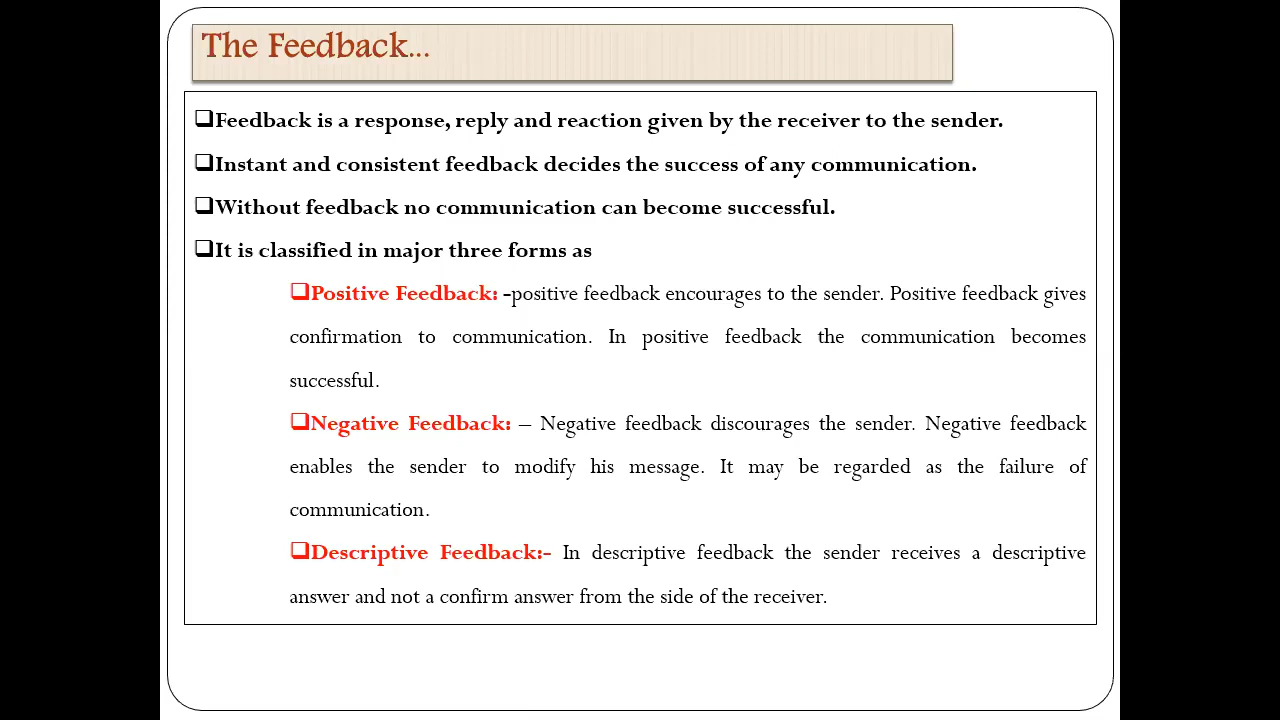 The Feedback...
❑Feedback is a response, reply and reaction given by the receiver to the sender.
❑Instant and consistent feedback decides the success of any communication.
❑Without feedback no communication can become successful.
❑It is classified in major three forms as
❑Positive Feedback: -positive feedback encourages to the sender. Positive feedback gives
confirmation to communication. In positive feedback the communication becomes
successful.
❑Negative Feedback: – Negative feedback discourages the sender. Negative feedback
enables the sender to modify his message. It may be regarded as the failure of
communication.
❑Descriptive Feedback:- In descriptive feedback the sender receives a descriptive
answer and not a confirm answer from the side of the receiver.